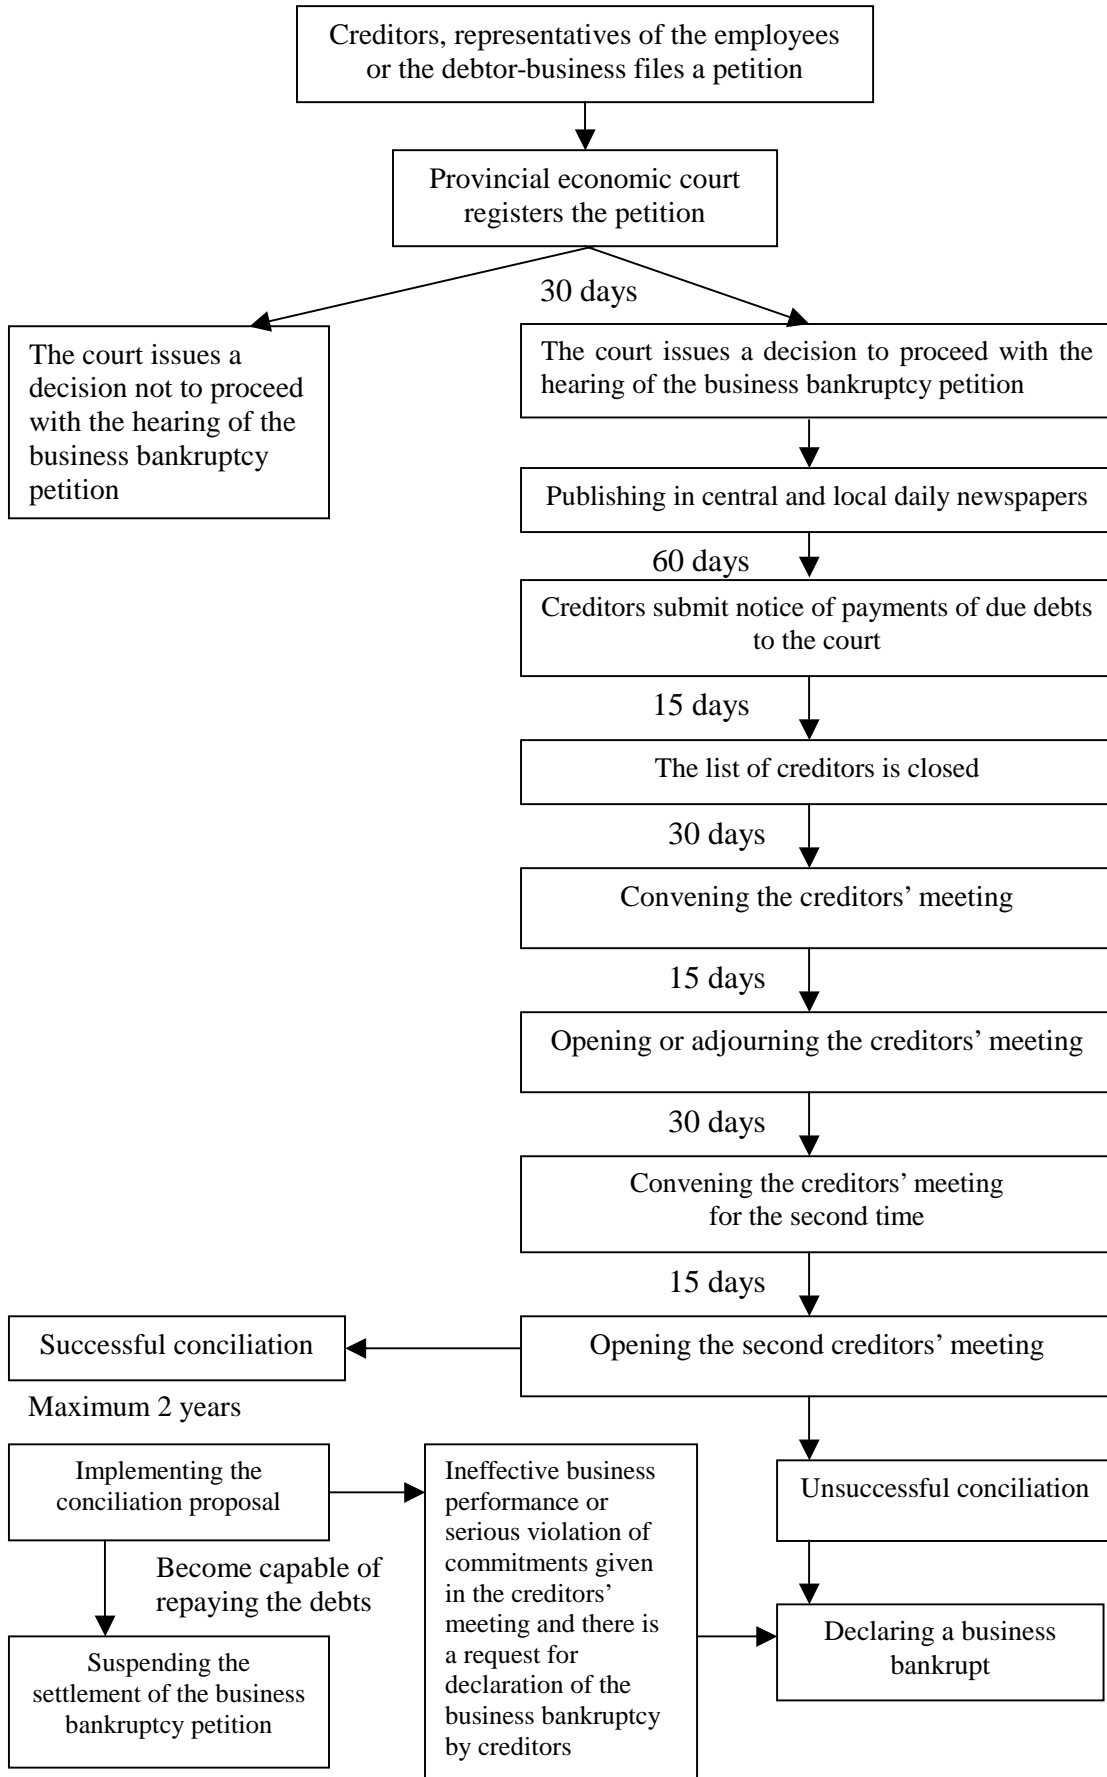 Creditors, representatives of the employees
or the debtor-business files a petition
Provincial economic court
registers the petition
30 days
The court issues a
decision not to proceed
with the hearing of the
business bankruptcy
petition
The court issues a decision to proceed with the
hearing of the business bankruptcy petition
Publishing in central and local daily newspapers
60 days
Creditors submit notice of payments of due debts
to the court
15 days
The list of creditors is closed
30 days
Convening the creditors’ meeting
15 days
Opening or adjourning the creditors’ meeting
30 days
Convening the creditors’ meeting
for the second time
15 days
Opening the second creditors’ meeting
Successful conciliation
Maximum 2 years
Implementing the
conciliation proposal
Become capable of
repaying the debts
Suspending the
settlement of the business
bankruptcy petition
Ineffective business
performance or
serious violation of
commitments given
in the creditors’
meeting and there is
a request for
declaration of the
business bankruptcy
by creditors
Unsuccessful conciliation
Declaring a business
bankrupt